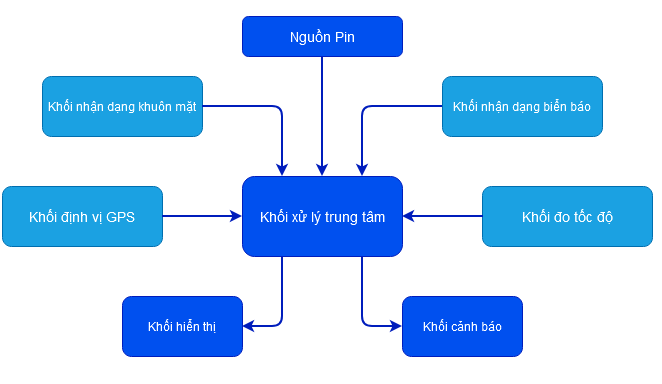 Nguồn Pin
Khối nhận dạng khuôn mặt
Khối nhận dạng biển báo
Khối định vị GPS
Khối xử lý trung tâm
Khối đo tốc độ
Khối hiển thị
Khối cảnh báo